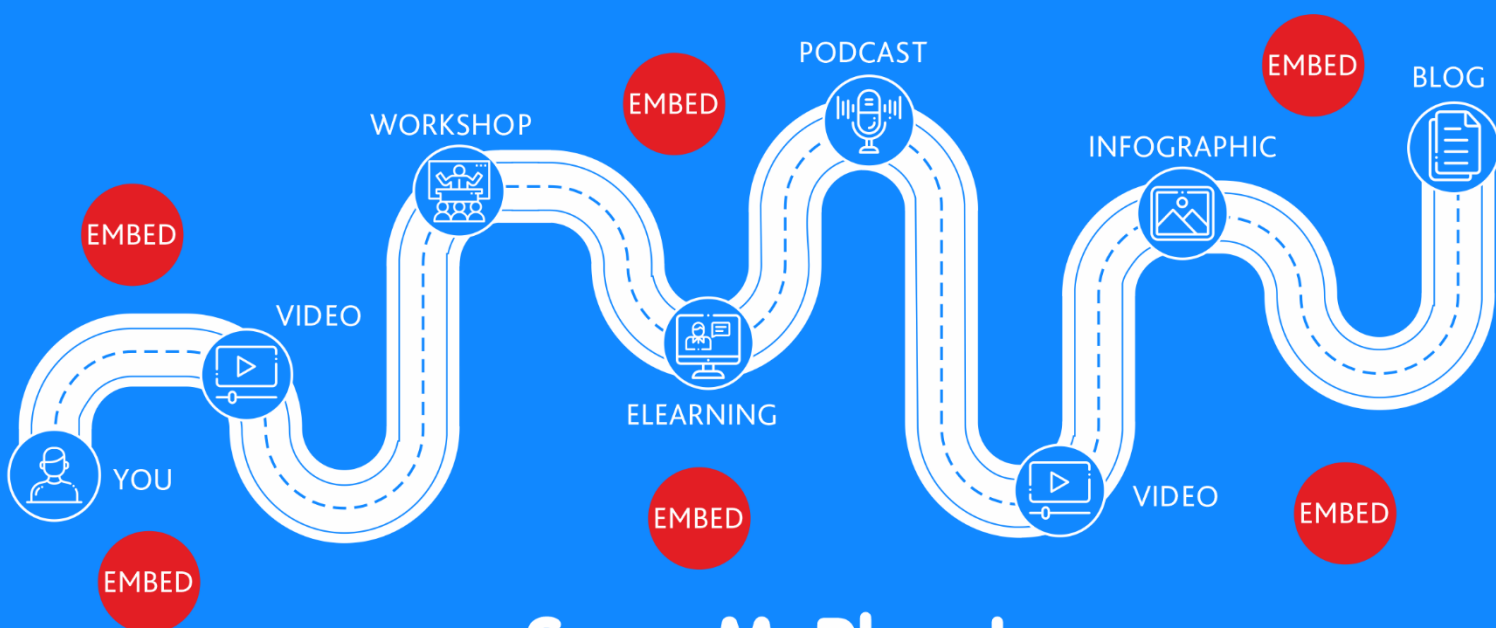 PODCAST
EMBED
BLOG
EMBED
WORKSHOP
INFOGRAPHIC
EMBED
VIDEO
ELEARNING
YOU
VIDEO
EMBED
EMBED
EMBED